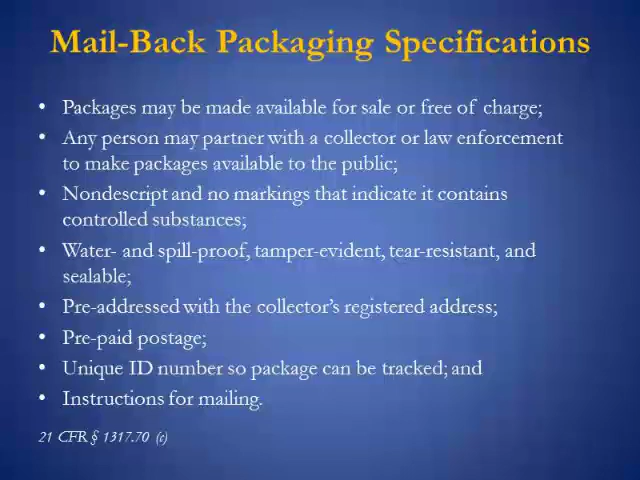 Mail-Back Packaging Specifications
• Packages may be made available for sale or free of charge;
• Any person may partner with a collector or law enforcement
to make packages available to the public;
• Nondescript and no markings that indicate it contains
controlled substances;
• Water- and spill-proof, tamper-evident, tear-resistant, and
sealable;
• Pre-addressed with the collector's registered address;
• Pre-paid postage;
• Unique ID number so package can be tracked; and
• Instructions for mailing.
21 CFR § 1317.70 (c)